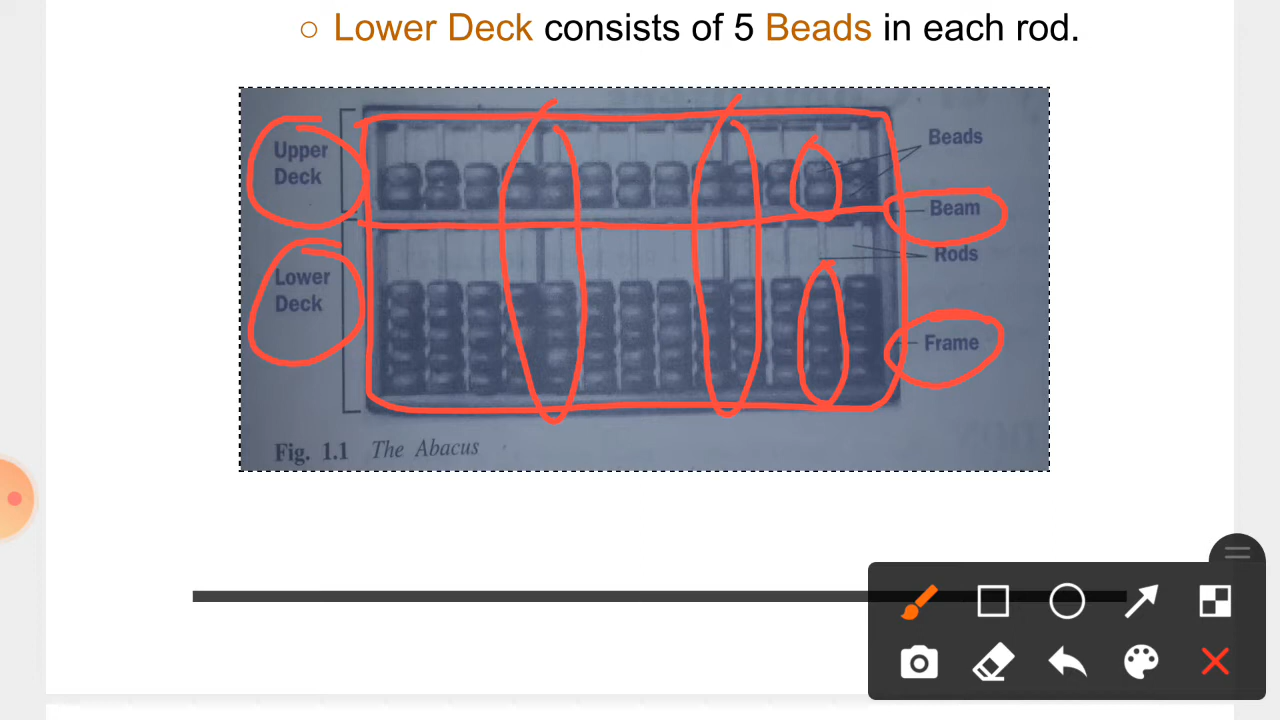 ○ Lower Deck consists of 5 Beads in each rod.
Upper
Deck
Beads
Beam
Rods
Lower
Deck
Frame
Fig. 1.1 The Abacus